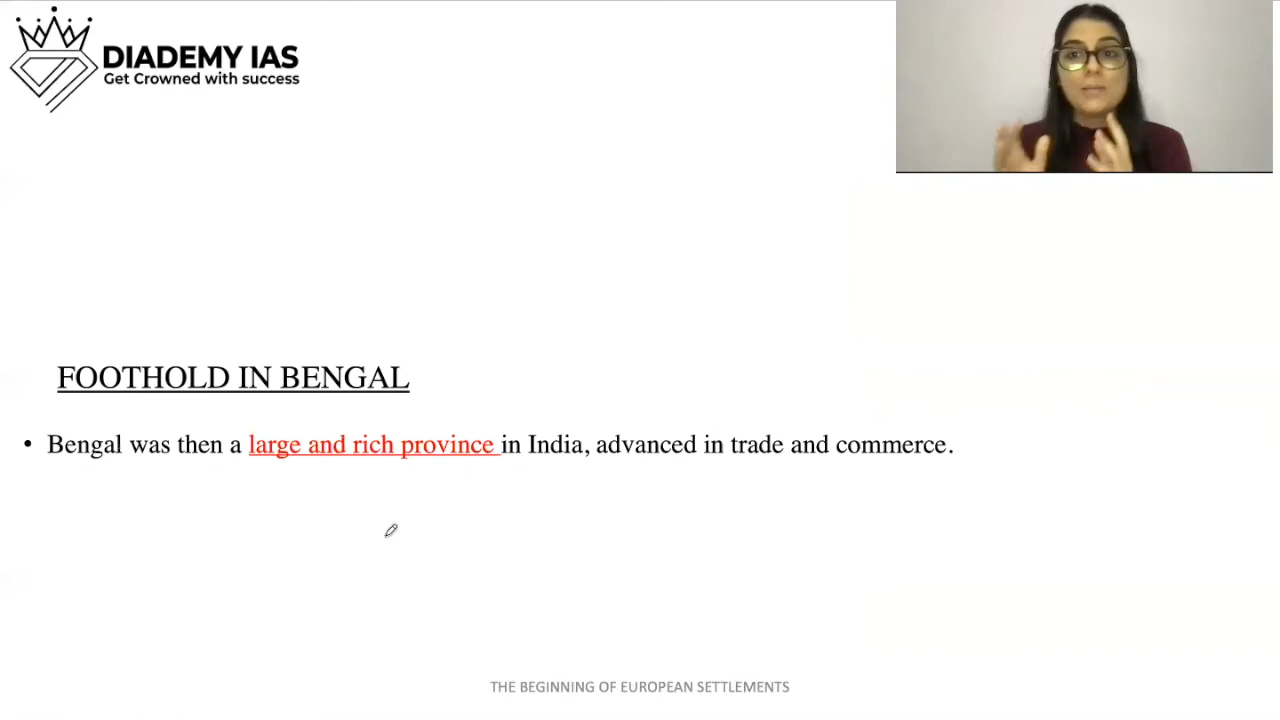 DIADEMY IAS
Get Crowned with success
FOOTHOLD IN BENGAL
• Bengal was then a large and rich province in India, advanced in trade and commerce.
THE BEGINNING OF EUROPEAN SETTLEMENTS